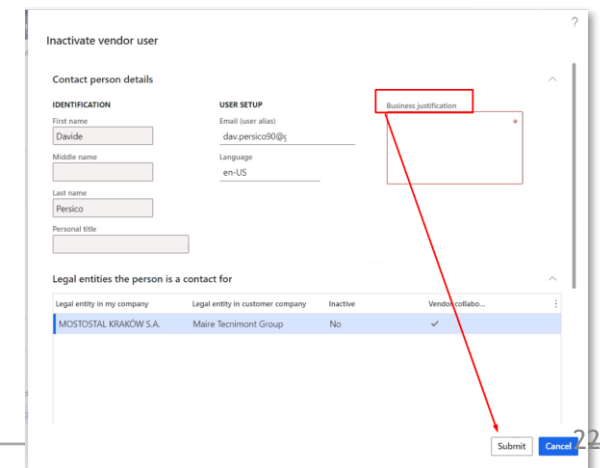 ?
Inactivate vendor user
Contact person details
IDENTIFICATION
First name
Davide
Middle name
Last name
Persico
Personal title
USER SETUP
Email (user alias)
dav.persico90@g
Language
en-US
Business justification
*
Legal entities the person is a contact for
Legal entity in my company Legal entity in customer company Inactive Vendor collabo...
MOSTOSTAL KRAKÓW S.A. Maire Tecnimont Group No ✓
Submit Cancel
22